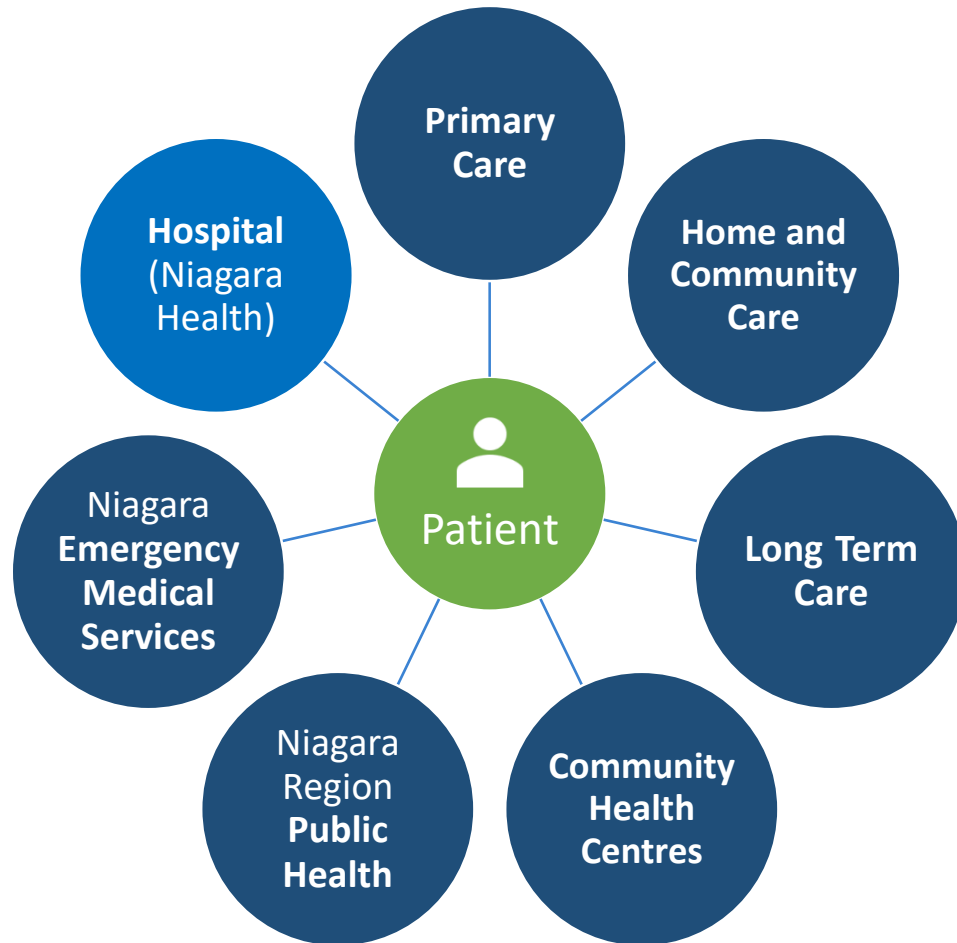 Primary
Care
Hospital
(Niagara
Health)
Home and
Community
Care
Patient
Niagara
Emergency
Medical
Services
Long Term
Care
Niagara
Region
Public
Health
Community
Health
Centres